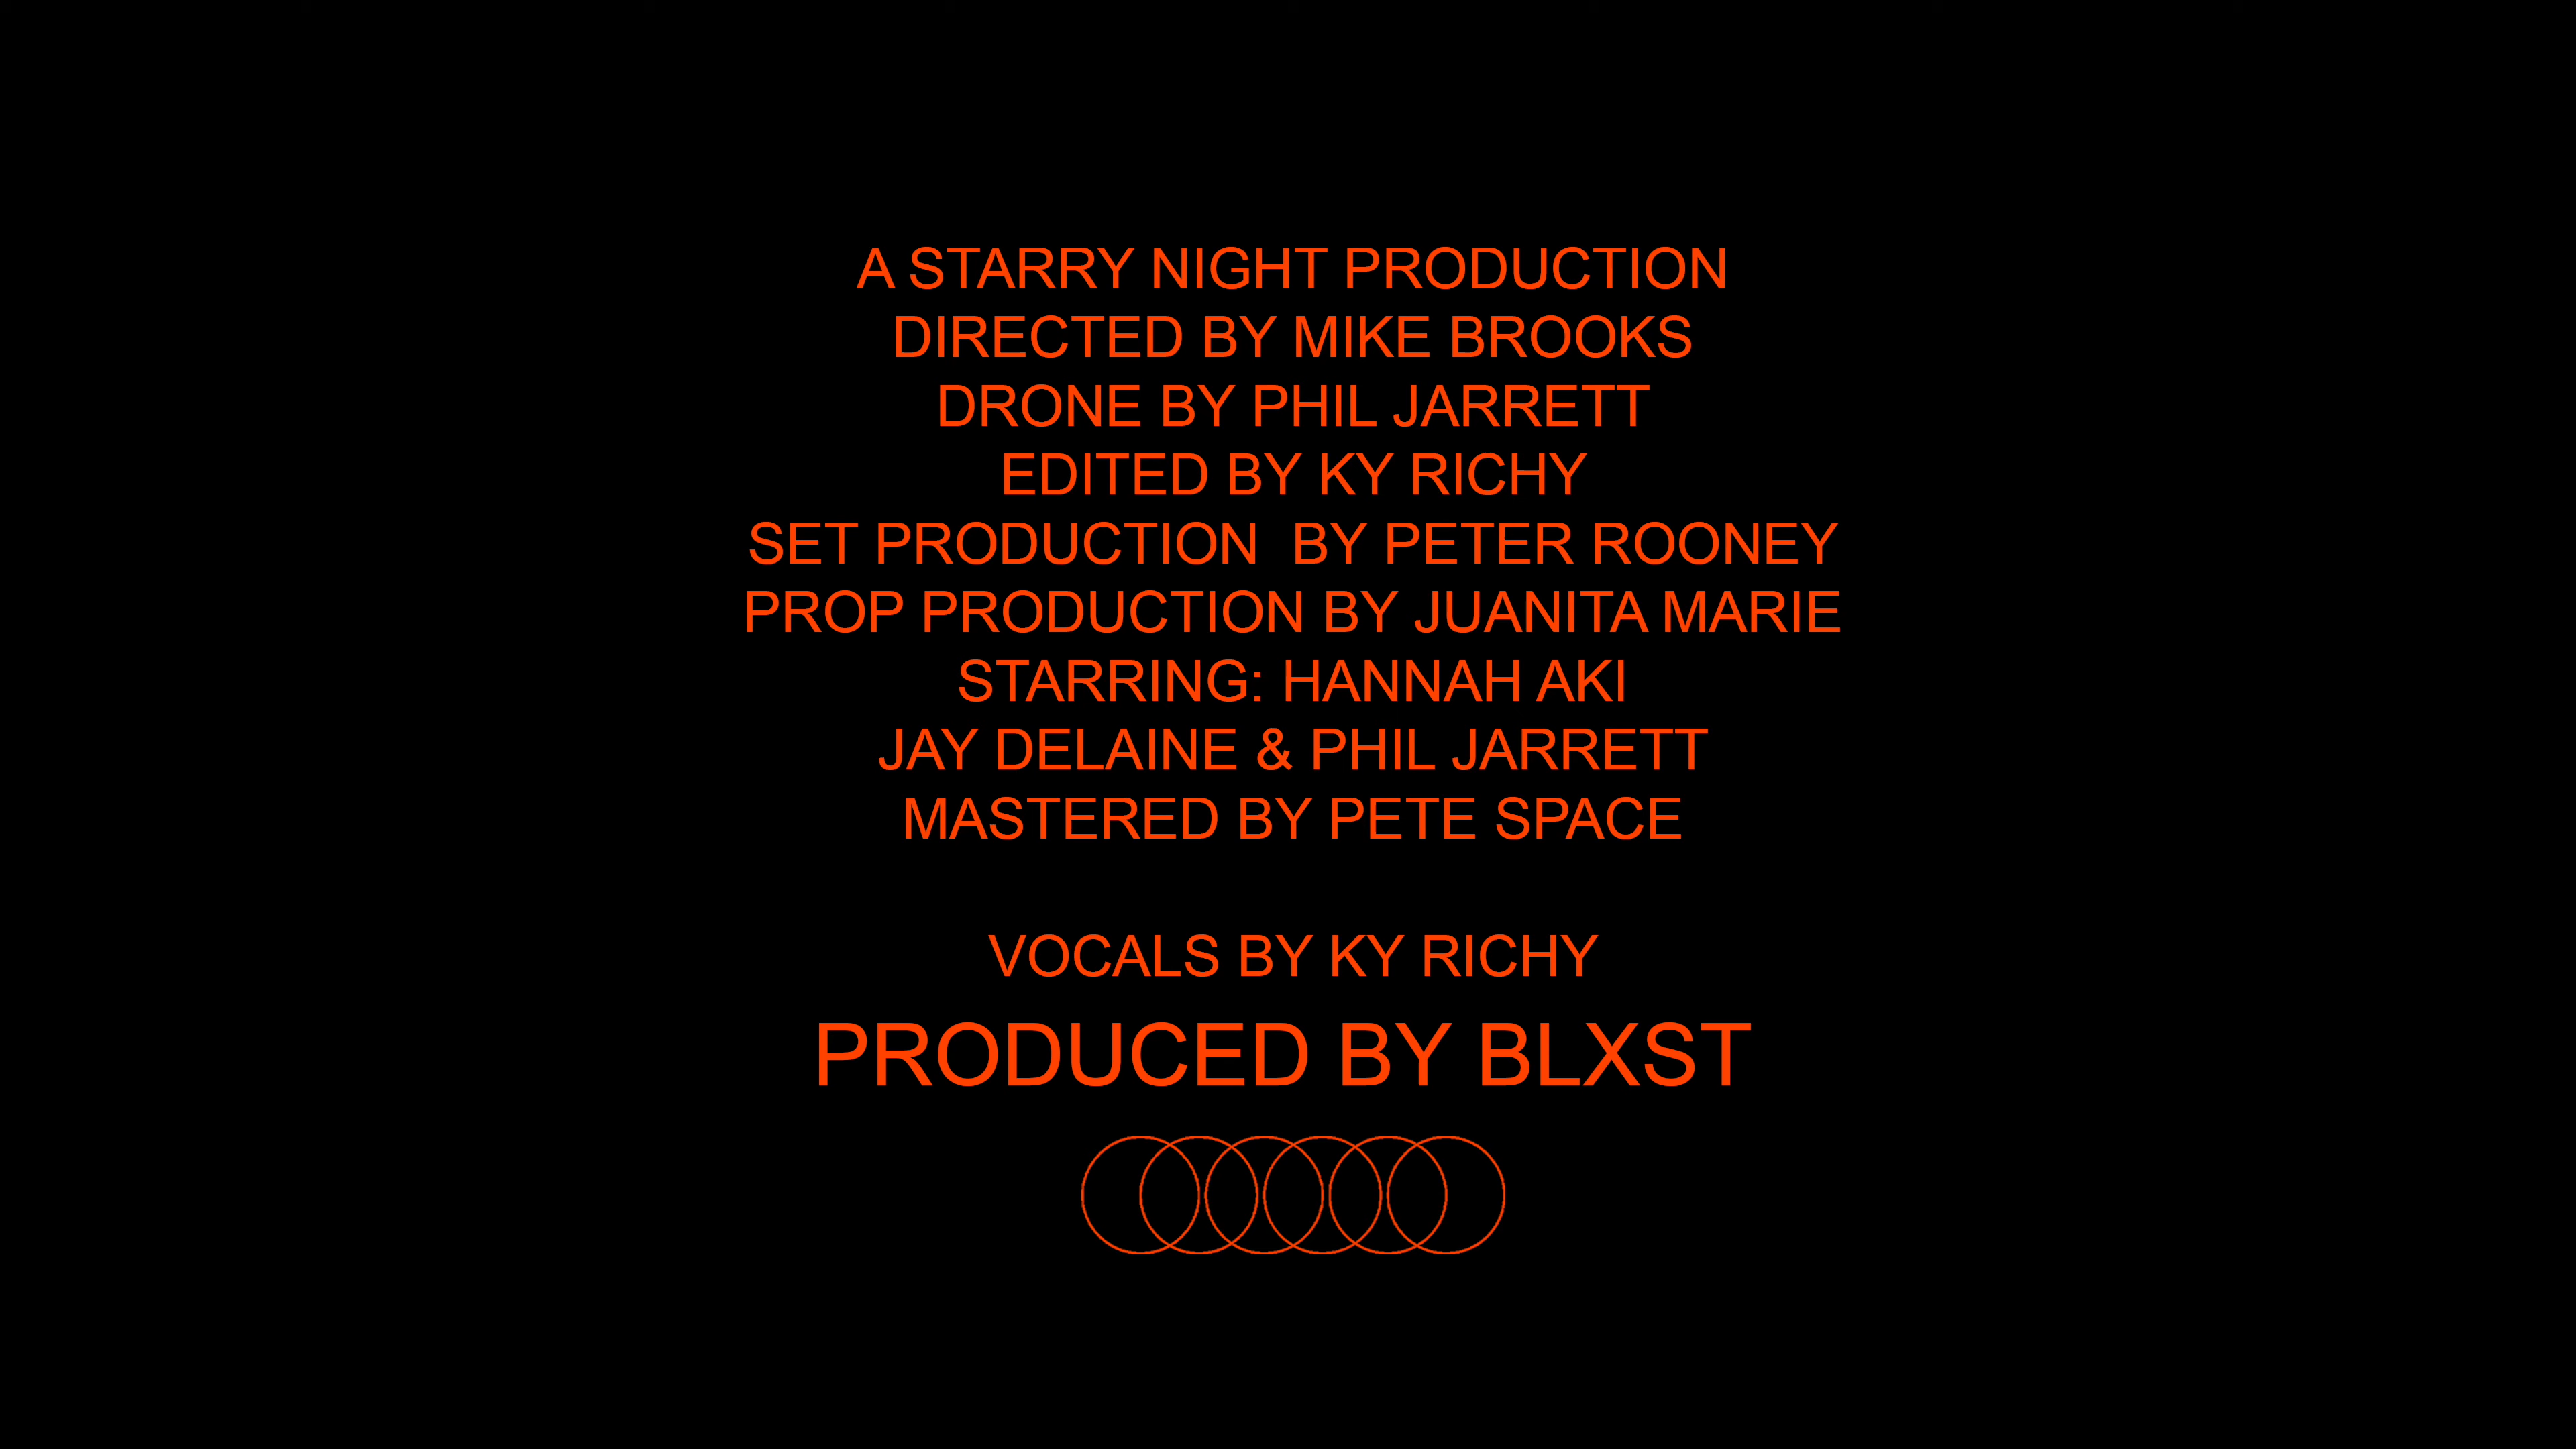 A STARRY NIGHT PRODUCTION
DIRECTED BY MIKE BROOKS
DRONE BY PHIL JARRETT
EDITED BY KY RICHY
SET PRODUCTION  BY PETER ROONEY
PROP PRODUCTION BY JUANITA MARIE
STARRING: HANNAH AKI
JAY DELAINE & PHIL JARRETT
MASTERED BY PETE SPACE
VOCALS BY KY RICHY
PRODUCED BY BLXST